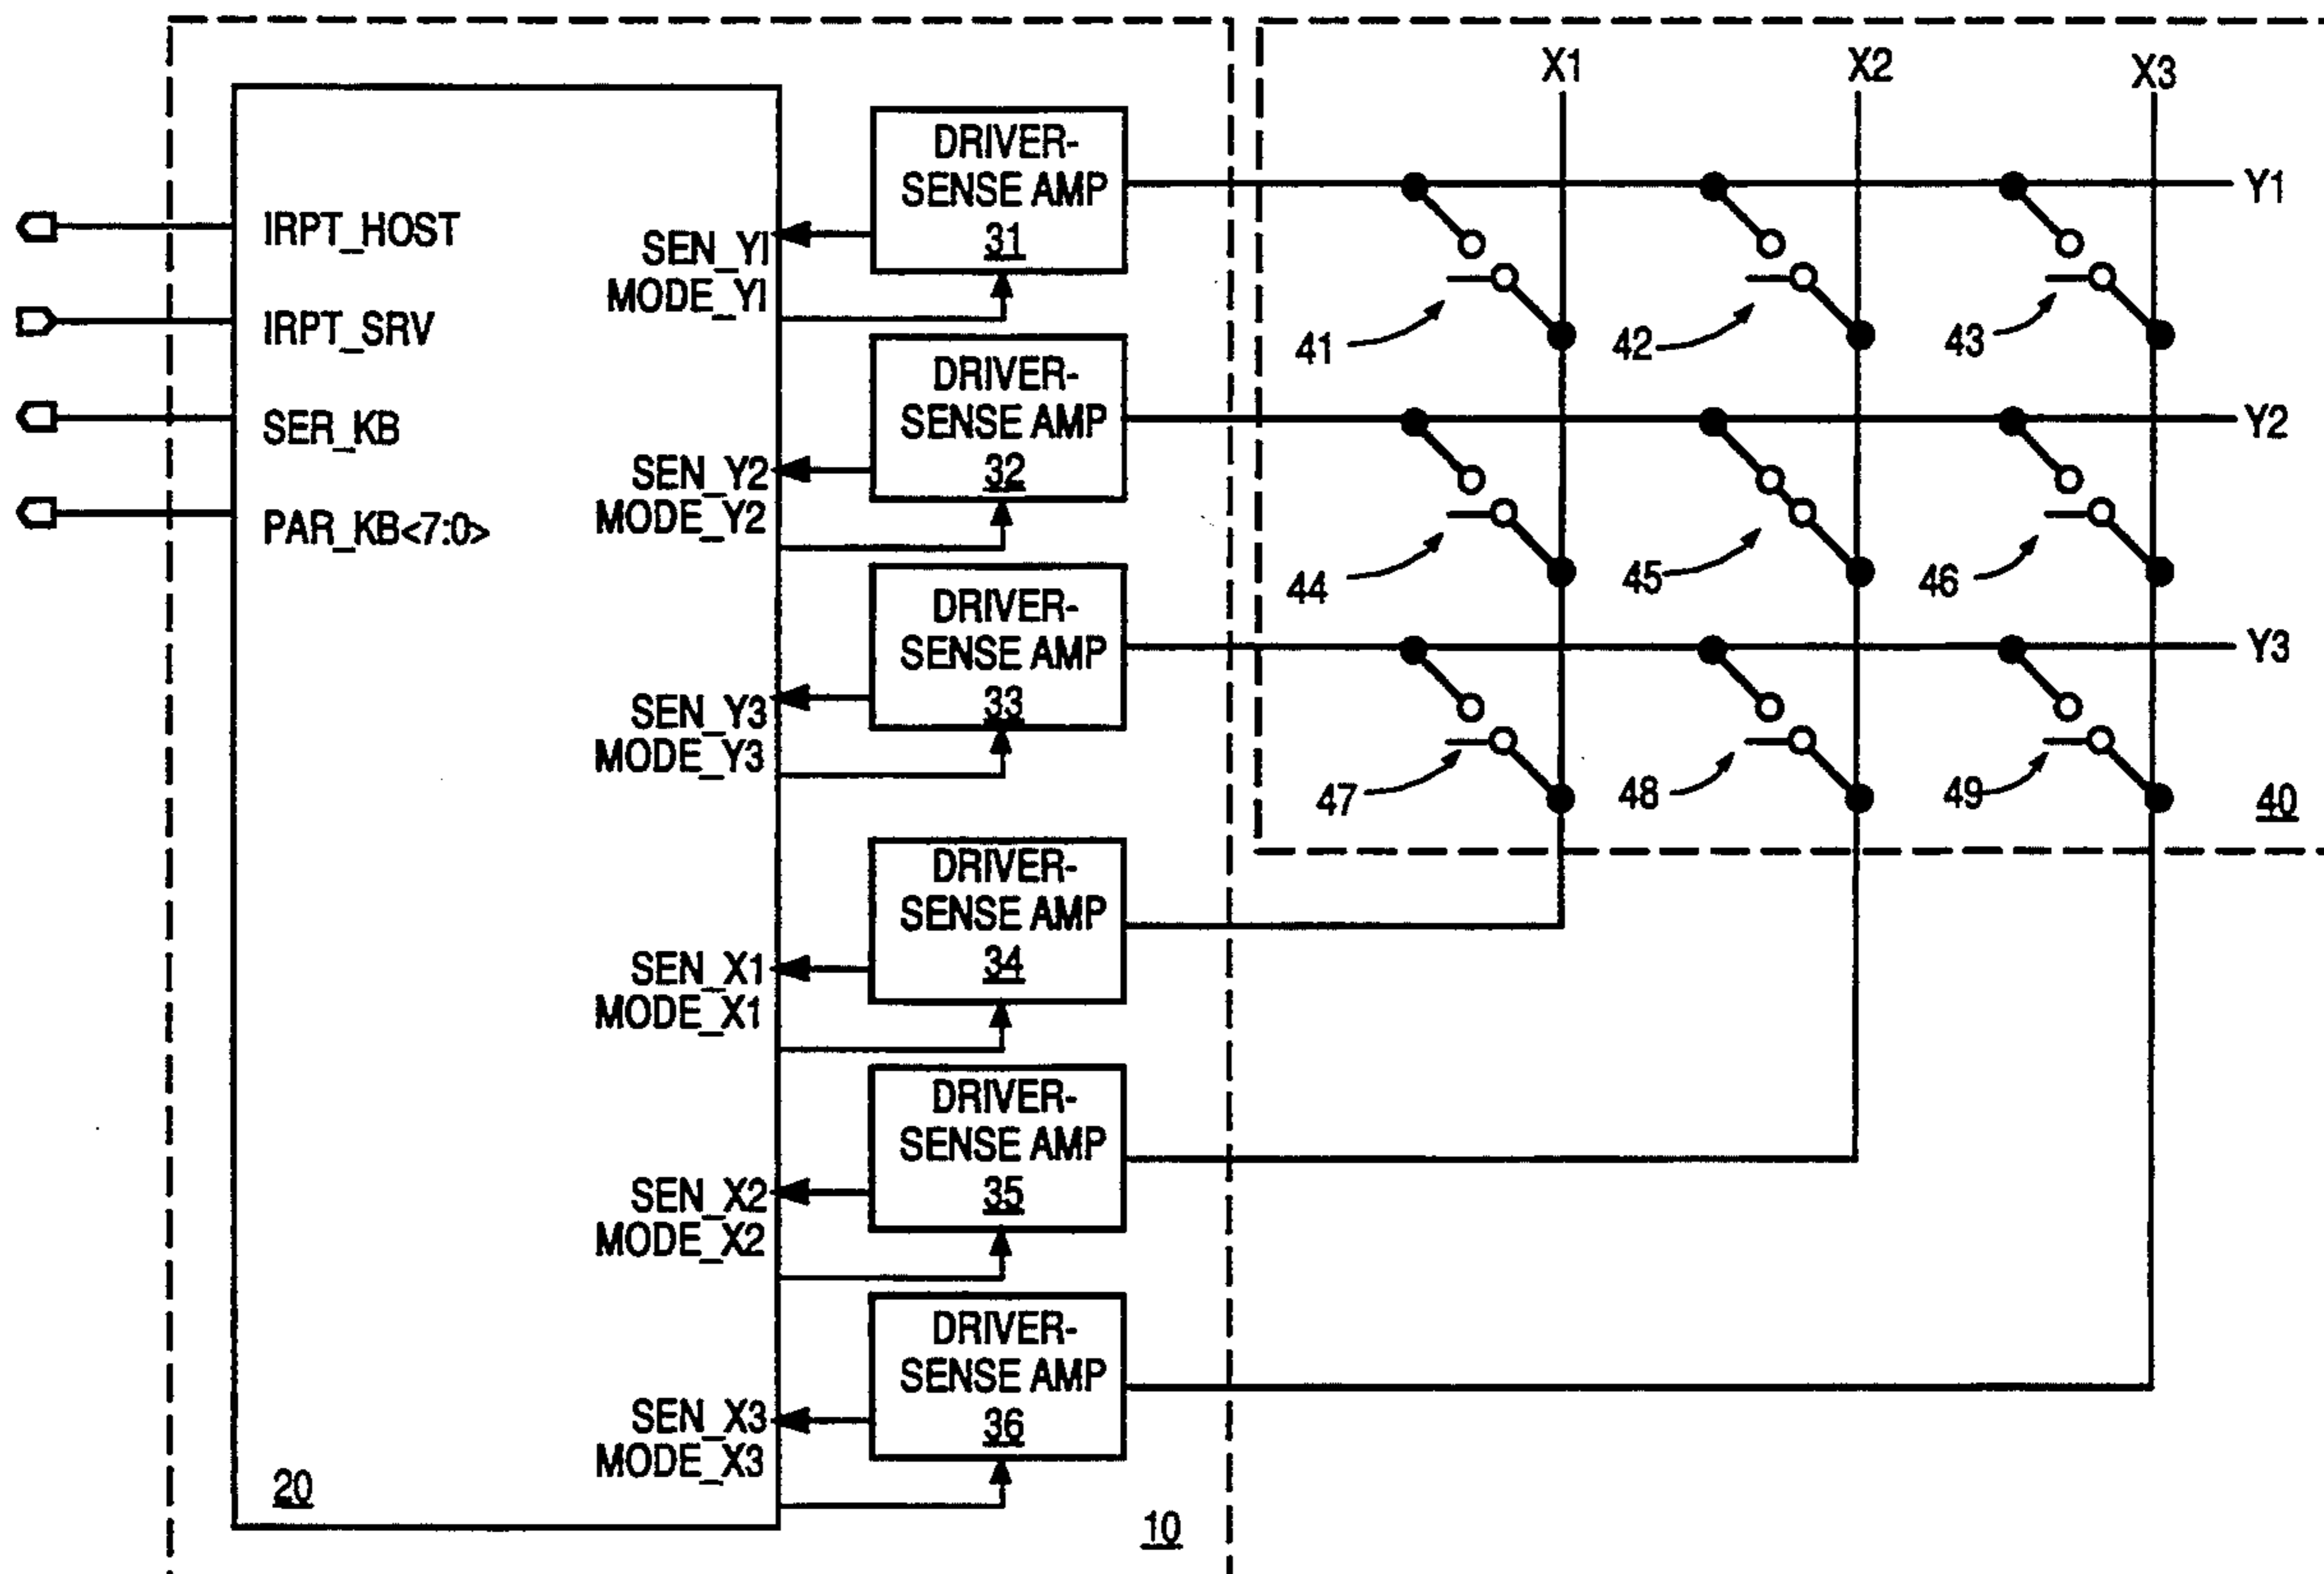 X1
X2
X3
DRIVER-
SENSE AMP
31
Y1
IRPT_HOST
SEN_YI
MODE_YI
41
42
43
IRPT_SRV
DRIVER-
SENSE AMP
32
Y2
SER_KB
SEN_Y2
MODE_Y2
PAR_KB<7:0>
44
45
46
DRIVER-
SENSE AMP
33
Y3
SEN_Y3
MODE_Y3
47
48
49
40
DRIVER-
SENSE AMP
34
SEN_X1
MODE_X1
DRIVER-
SENSE AMP
35
SEN_X2
MODE_X2
DRIVER-
SENSE AMP
36
SEN_X3
MODE_X3
20
10